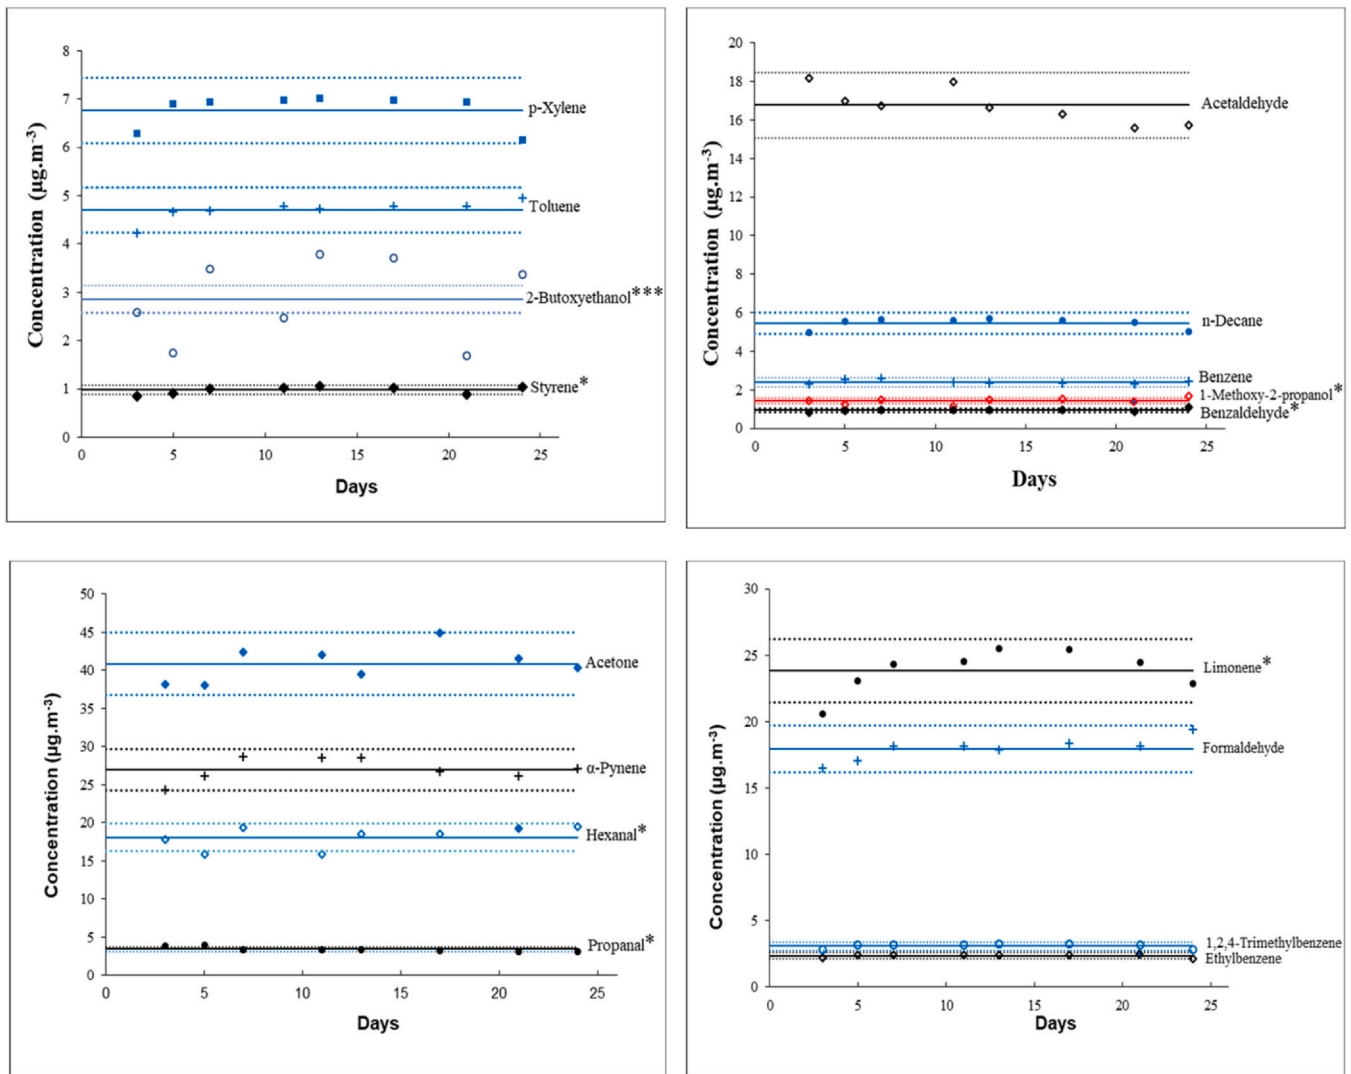 8
7
6
5
4
3
2
1
0
0 5 10 15 20 25
Concentration (µg.m-3)
Days
p-Xylene
Toluene
2-Butoxyethanol***
Styrene*
20
18
16
14
12
10
8
6
4
2
0
0 5 10 15 20 25
Concentration (µg.m-3)
Days
Acetaldehyde
n-Decane
Benzene
1-Methoxy-2-propanol*
Benzaldehyde*
50
45
40
35
30
25
20
15
10
5
0
0 5 10 15 20 25
Concentration (µg.m-3)
Days
Acetone
α-Pynene
Hexanal*
Propanal*
30
25
20
15
10
5
0
0 5 10 15 20 25
Concentration (µg.m-3)
Days
Limonene*
Formaldehyde
1,2,4-Trimethylbenzene
Ethylbenzene